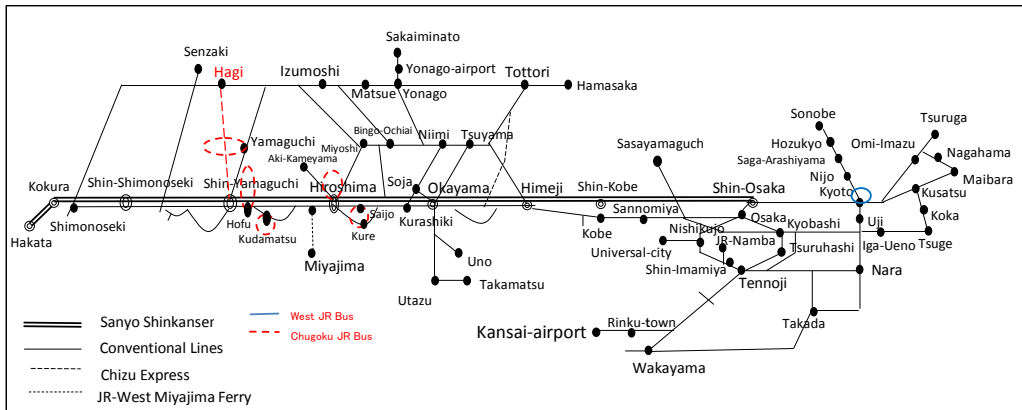 Sakaiminato
Senzaki
Yonago-airport
Hagi
Izumoshi
Tottori
Matsue
Yonago
Hamasaka
Sonobe
Tsuruga
Hozukyo
Omi-Imazu
Yamaguchi
Bingo-Ochiai
Niimi
Tsuyama
Miyoshi
Aki-Kameyama
Sasayamaguch
Saga-Arashiyama
Nagahama
Nijo
Maibara
Kokura
Shin-Shimonoseki
Shin-Yamaguchi
Hiroshima
Soja
Okayama
Himeji
Shin-Kobe
Shin-Osaka
Kyoto
Kusatsu
Hakata
Shimonoseki
Hofu
Saijo
Kurashiki
Kobe
Sannomiya
Osaka
Uji
Koka
Kudamatsu
Kure
Nishikujo
Kyobashi
Iga-Ueno
Tsuge
Universal-city
JR-Namba
Tsuruhashi
Miyajima
Uno
Shin-Imamiya
Tennoji
Nara
Utazu
Takamatsu
Takada
Kansai-airport
Rinku-town
Wakayama
Sanyo Shinkanser
West JR Bus
Conventional Lines
Chugoku JR Bus
Chizu Express
JR-West Miyajima Ferry